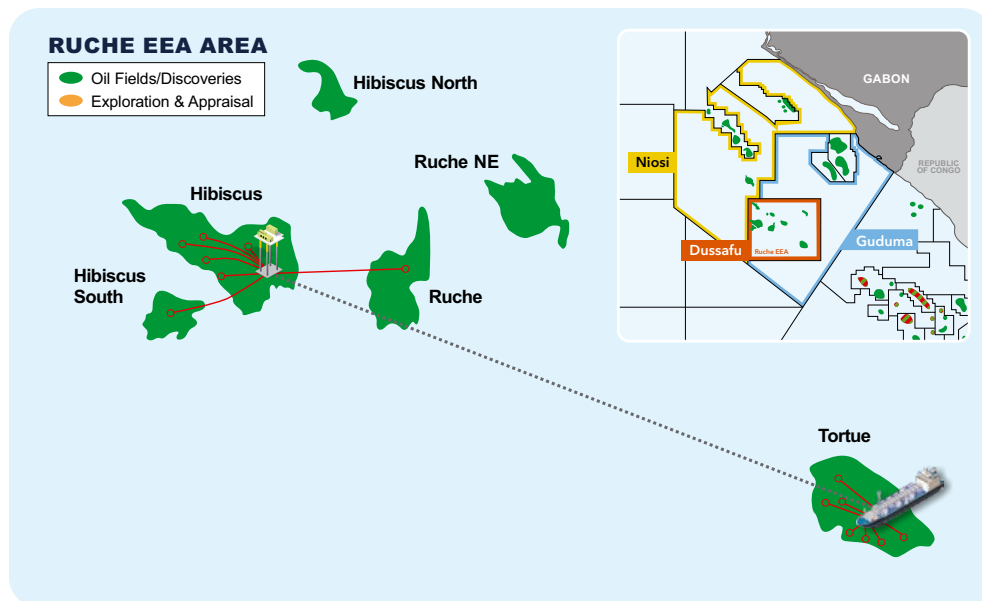 RUCHE EEA AREA
Oil Fields/Discoveries
Exploration & Appraisal
Hibiscus North
Ruche NE
Hibiscus
Hibiscus
South
Ruche
Tortue
GABON
REPUBLIC
OF CONGO
Niosi
Dussafu
Ruche EEA
Guduma